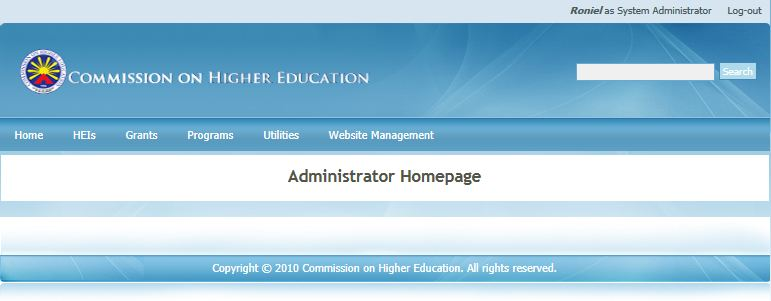 Roniel as System Administrator Log-out
COMMISSION ON HIGHER EDUCATION
Search
Home HEIs Grants Programs Utilities Website Management
Administrator Homepage
Copyright © 2010 Commission on Higher Education. All rights reserved.